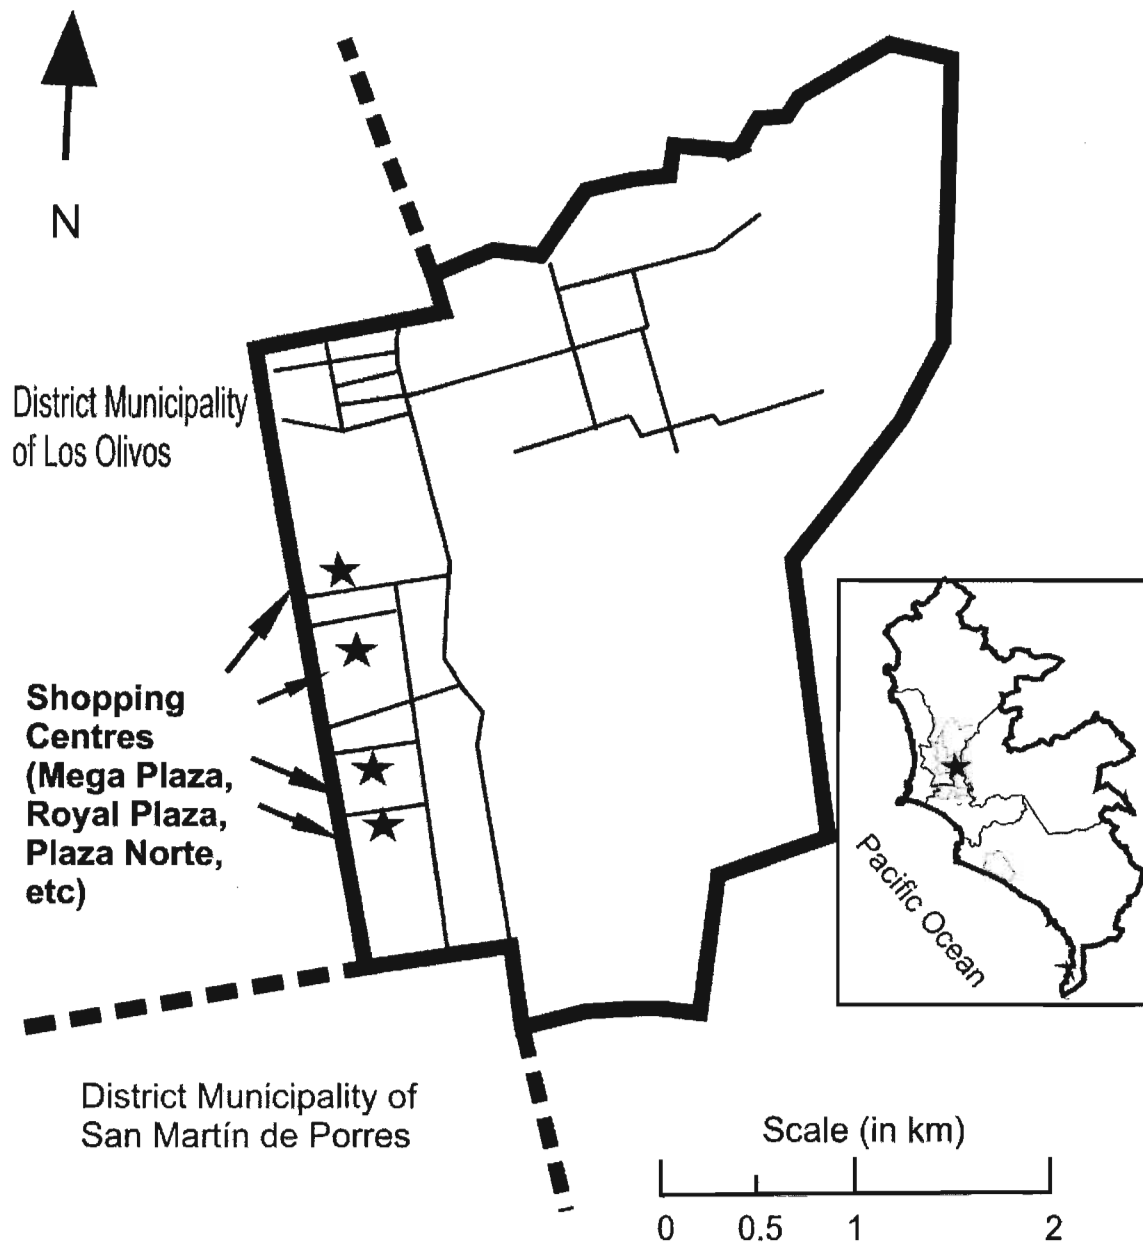 N
District Municipality
of Los Olivos
Shopping
Centres
(Mega Plaza,
Royal Plaza,
Plaza Norte,
etc)
Pacific Ocean
District Municipality of
San Martín de Porres
Scale (in km)
0 0.5 1 2